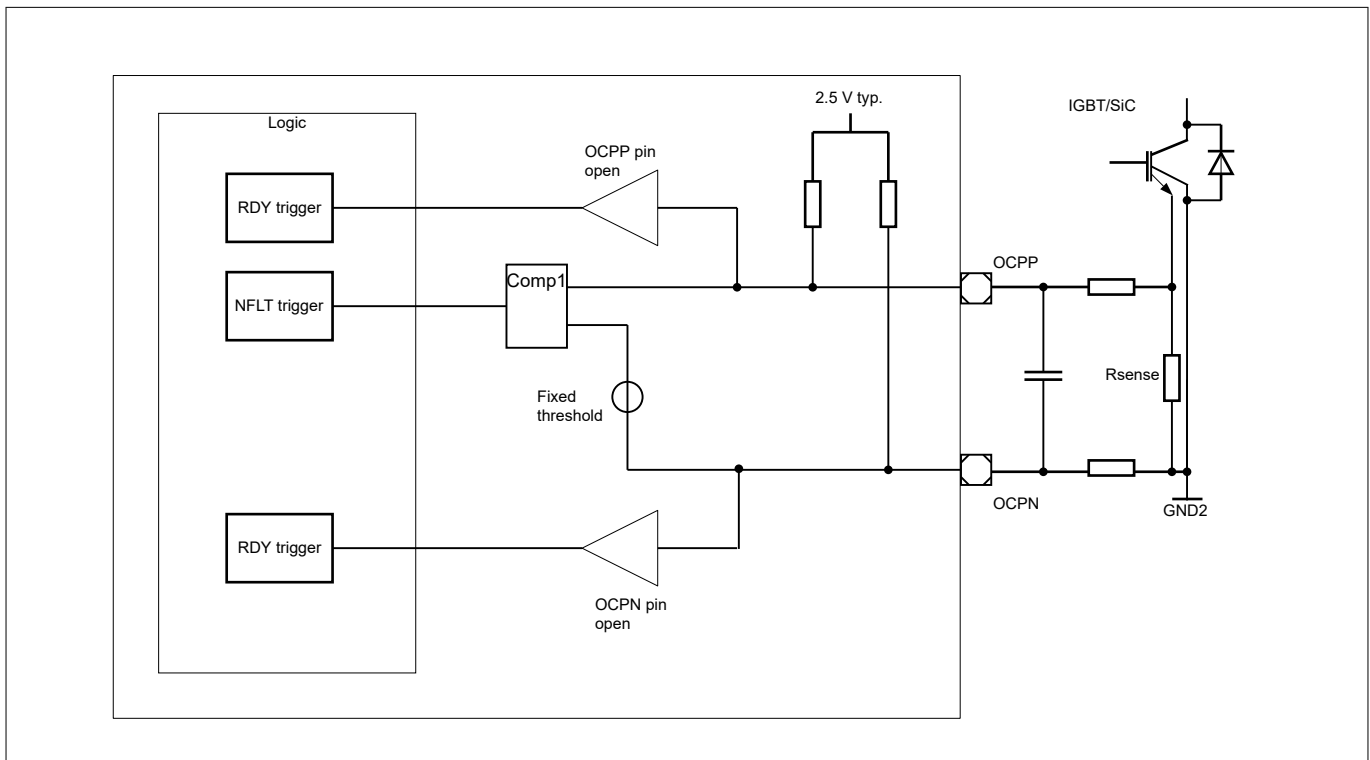 2.5 V typ.
IGBT/SiC
Logic
OCPP pin
open
RDY trigger
OCPP
Comp1
NFLT trigger
Rsense
Fixed
threshold
OCPN
GND2
RDY trigger
OCPN pin
open